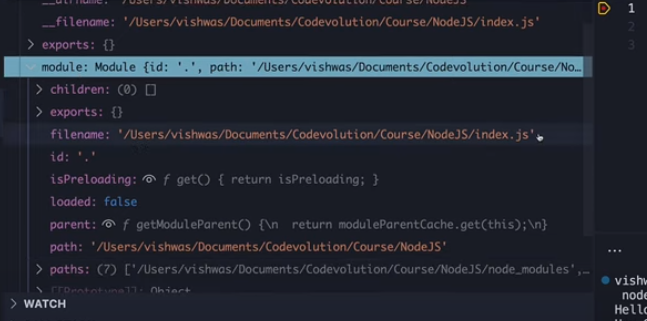 __dirname: '/Users/vishwas/Documents/Codevolution/Course/NodeJS'
__filename: '/Users/vishwas/Documents/Codevolution/Course/NodeJS/index.js'
exports: {}
module: Module {id: '.', path: '/Users/vishwas/Documents/Codevolution/Course/No…
children: (0) []
exports: {}
filename: '/Users/vishwas/Documents/Codevolution/Course/NodeJS/index.js'
id: '.'
isPreloading: ƒ get() { return isPreloading; }
loaded: false
parent: ƒ getModuleParent() {\n  return moduleParentCache.get(this);\n}
path: '/Users/vishwas/Documents/Codevolution/Course/NodeJS'
paths: (7) ['/Users/vishwas/Documents/Codevolution/Course/NodeJS/node_modules',…
[[Prototype]]: Object
WATCH
1
2
3
...
vishw
node
Hello